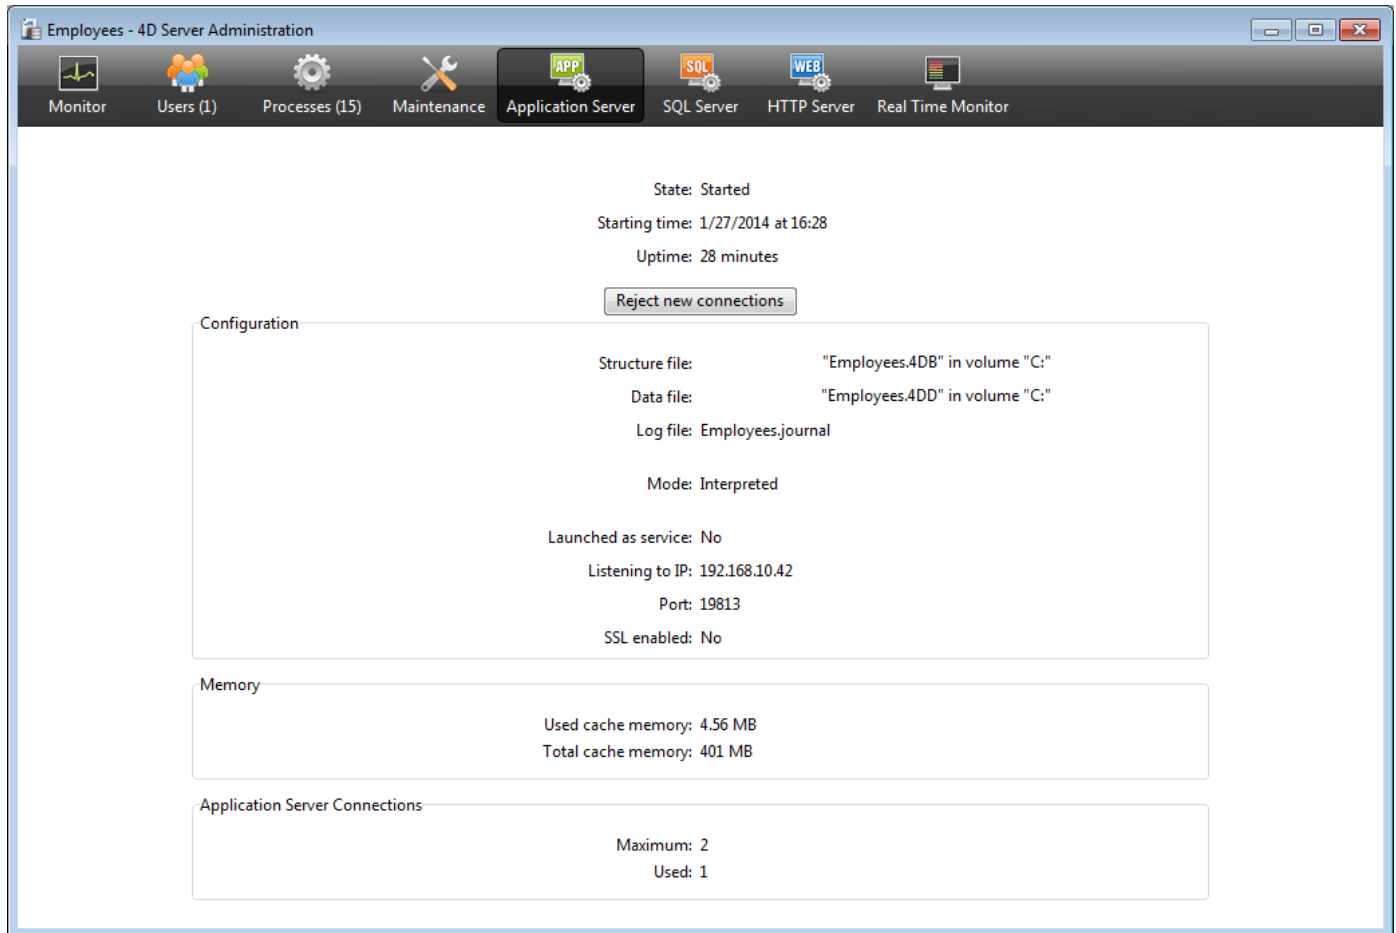 Employees - 4D Server Administration
Monitor Users (1) Processes (15) Maintenance APP Application Server SQL SQL Server WEB HTTP Server Real Time Monitor
State: Started
Starting time: 1/27/2014 at 16:28
Uptime: 28 minutes
Reject new connections
Configuration
Structure file: "Employees.4DB" in volume "C:"
Data file: "Employees.4DD" in volume "C:"
Log file: Employees.journal
Mode: Interpreted
Launched as service: No
Listening to IP: 192.168.10.42
Port: 19813
SSL enabled: No
Memory
Used cache memory: 4.56 MB
Total cache memory: 401 MB
Application Server Connections
Maximum: 2
Used: 1